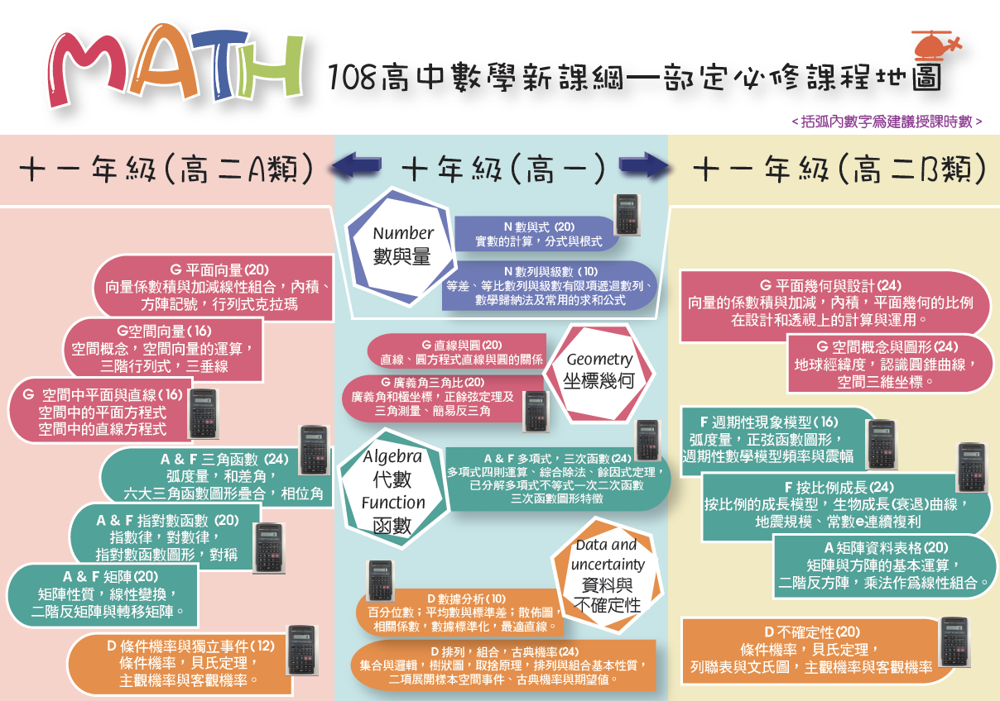 MATH
108高中數學新課綱—部定必修課程地圖
<括弧內數字為建議授課時數>
十一年級(高二A類)
十年級(高一)
十一年級(高二B類)
G 平面向量(20)
向量係數積與加減線性組合，內積、
方陣記號，行列式克拉瑪
G空間向量(16)
空間概念，空間向量的運算，
三階行列式，三垂線
G 空間中平面與直線(16)
空間中的平面方程式
空間中的直線方程式
A & F 三角函數 (24)
弧度量，和差角，
六大三角函數圖形疊合，相位角
A & F 指對數函數 (20)
指數律，對數律，
指對數函數圖形，對稱
A & F 矩陣(20)
矩陣性質，線性變換，
二階反矩陣與轉移矩陣。
D 條件機率與獨立事件(12)
條件機率，貝氏定理，
主觀機率與客觀機率。
Number
數與量
N 數與式 (20)
實數的計算，分式與根式
N 數列與級數 (10)
等差、等比數列與級數有限項遞迴數列、
數學歸納法及常用的求和公式
Geometry
坐標幾何
G 直線與圓(20)
直線、圓方程式直線與圓的關係
G 廣義角三角比(20)
廣義角和極坐標，正餘弦定理及
三角測量、簡易反三角
Algebra
代數
Function
函數
A & F 多項式，三次函數(24)
多項式四則運算、綜合除法、餘因式定理，
已分解多項式不等式一次二次函數
三次函數圖形特徵
Data and
uncertainty
資料與
不確定性
D 數據分析(10)
百分位數；平均數與標準差；散佈圖，
相關係數，數據標準化，最適直線。
D 排列，組合，古典機率(24)
集合與邏輯，樹狀圖，取捨原理，排列與組合基本性質，
二項展開樣本空間事件、古典機率與期望值。
G 平面幾何與設計(24)
向量的係數積與加減，內積，平面幾何的比例
在設計和透視上的計算與運用。
G 空間概念與圖形(24)
地球經緯度，認識圓錐曲線，
空間三維坐標。
F 週期性現象模型(16)
弧度量，正弦函數圖形，
週期性數學模型頻率與震幅
F 按比例成長(24)
按比例的成長模型，生物成長(衰退)曲線，
地震規模、常數e連續複利
A 矩陣資料表格(20)
矩陣與方陣的基本運算，
二階反方陣，乘法作為線性組合。
D 不確定性(20)
條件機率，貝氏定理，
列聯表與文氏圖，主觀機率與客觀機率